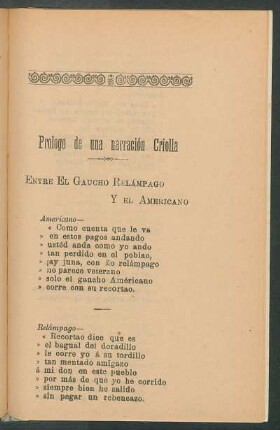 Prologo de una narración Criolla
ENTRE EL GAUCHO RELÁMPAGO
Y EL AMERICANO
Americano—
« Como cuenta que le va
» en estos pagos andando
» ustéd anda como yo ando
» tan perdido en el poblao,
» ¡ay juna, con ño relámpago
» no parece veterano
» solo el gaucho Américano
» corre con su recortao.
Relámpago—
« Recortao dice que es
» el bagual del doradillo
» le corre yo á su tordillo
» tan mentado amigazo
á mi don en este pueblo
» por más de que yo he corrido
» siempre bien he salido
» sin pagar un rebencazo.